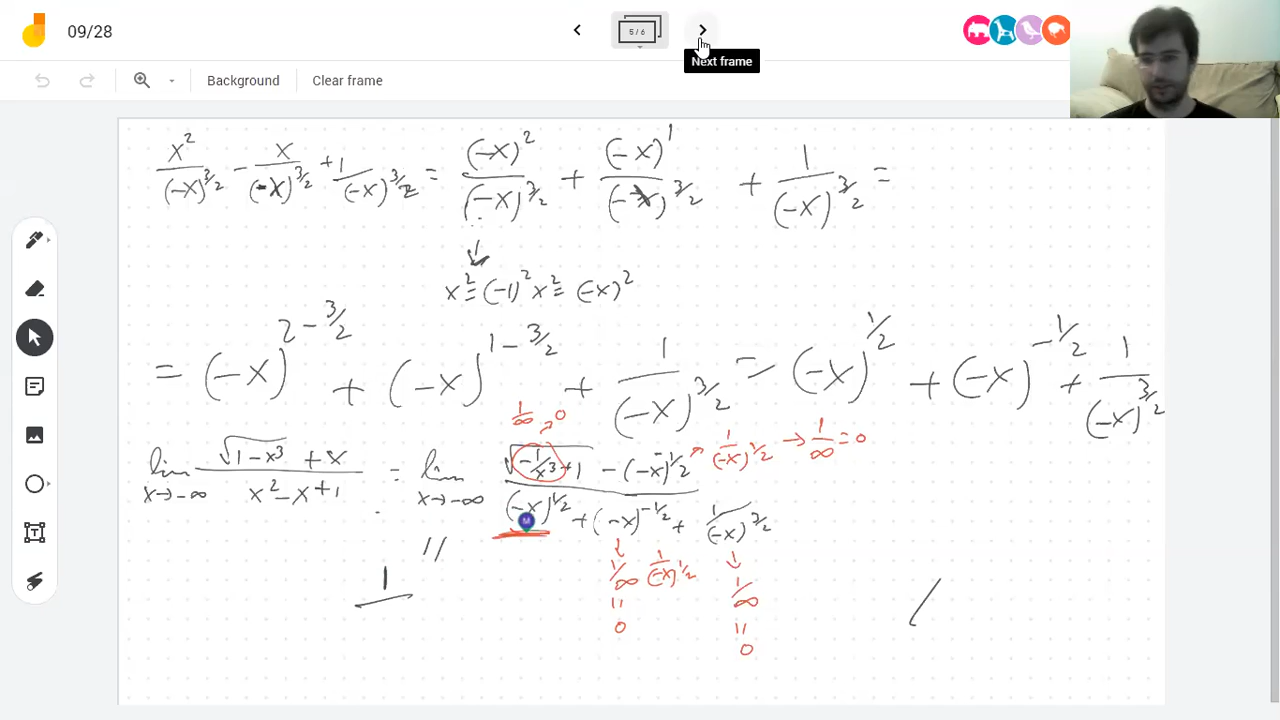 09/28
5/6
Next frame
Background
Clear frame
x²/(-x)^3/2 - x/(-x)^3/2 + 1/(-x)^3/2 = (-x)²/(-x)^3/2 + (-x)^1/(-x)^3/2 + 1/(-x)^3/2 =
x² = (-1)² x² = (-x)²
= (-x)^2-3/2 + (-x)^1-3/2 + 1/(-x)^3/2 = (-x)^1/2 + (-x)^-1/2 + 1/(-x)^3/2
1/∞ → 0
lim x→-∞ √1-x³ + x / x²-x+1 = lim x→-∞ √-1/x³+1 - (-x)^-1/2 / (-x)^1/2 + (-x)^-1/2 + 1/(-x)^3/2
→ 1/(-x)^1/2 → 1/∞ = 0
M
1/∞ 1/(-x)^1/2
1/∞
"
1
"
"
0
0